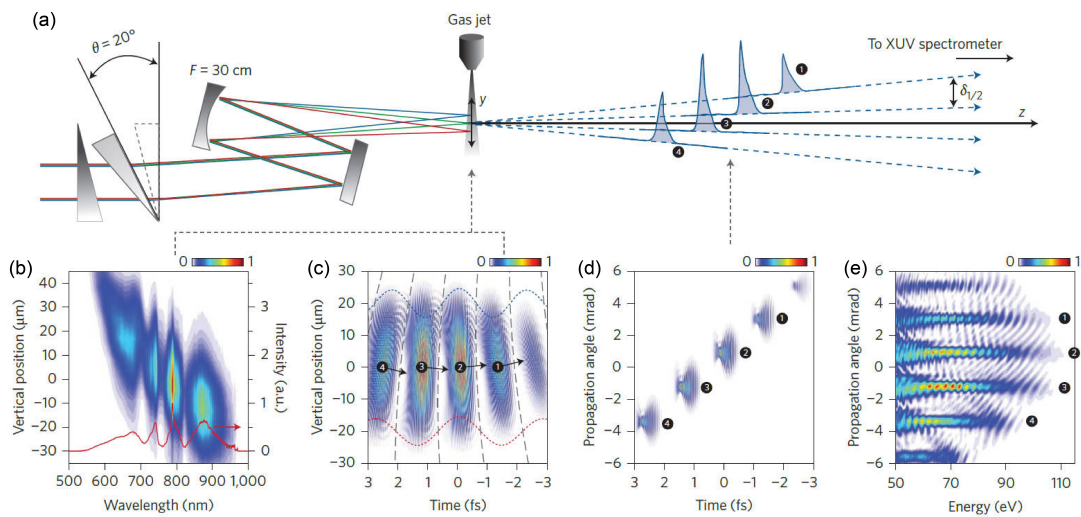 (a)
θ = 20°
F = 30 cm
Gas jet
y
To XUV spectrometer
δ1/2
z
1
2
3
4
(b)
0 1
Vertical position (μm)
40
30
20
10
0
−10
−20
−30
3
2
1
0
Intensity (a.u.)
500 600 700 800 900 1,000
Wavelength (nm)
(c)
0 1
Vertical position (μm)
30
20
10
0
−10
−20
−30
4 3 2 1
3 2 1 0 −1 −2 −3
Time (fs)
(d)
0 1
Propagation angle (mrad)
6
4
2
0
−2
−4
−6
1
2
3
4
3 2 1 0 −1 −2 −3
Time (fs)
(e)
0 1
Propagation angle (mrad)
6
4
2
0
−2
−4
−6
1
2
3
4
50 60 70 80 90 100 110
Energy (eV)